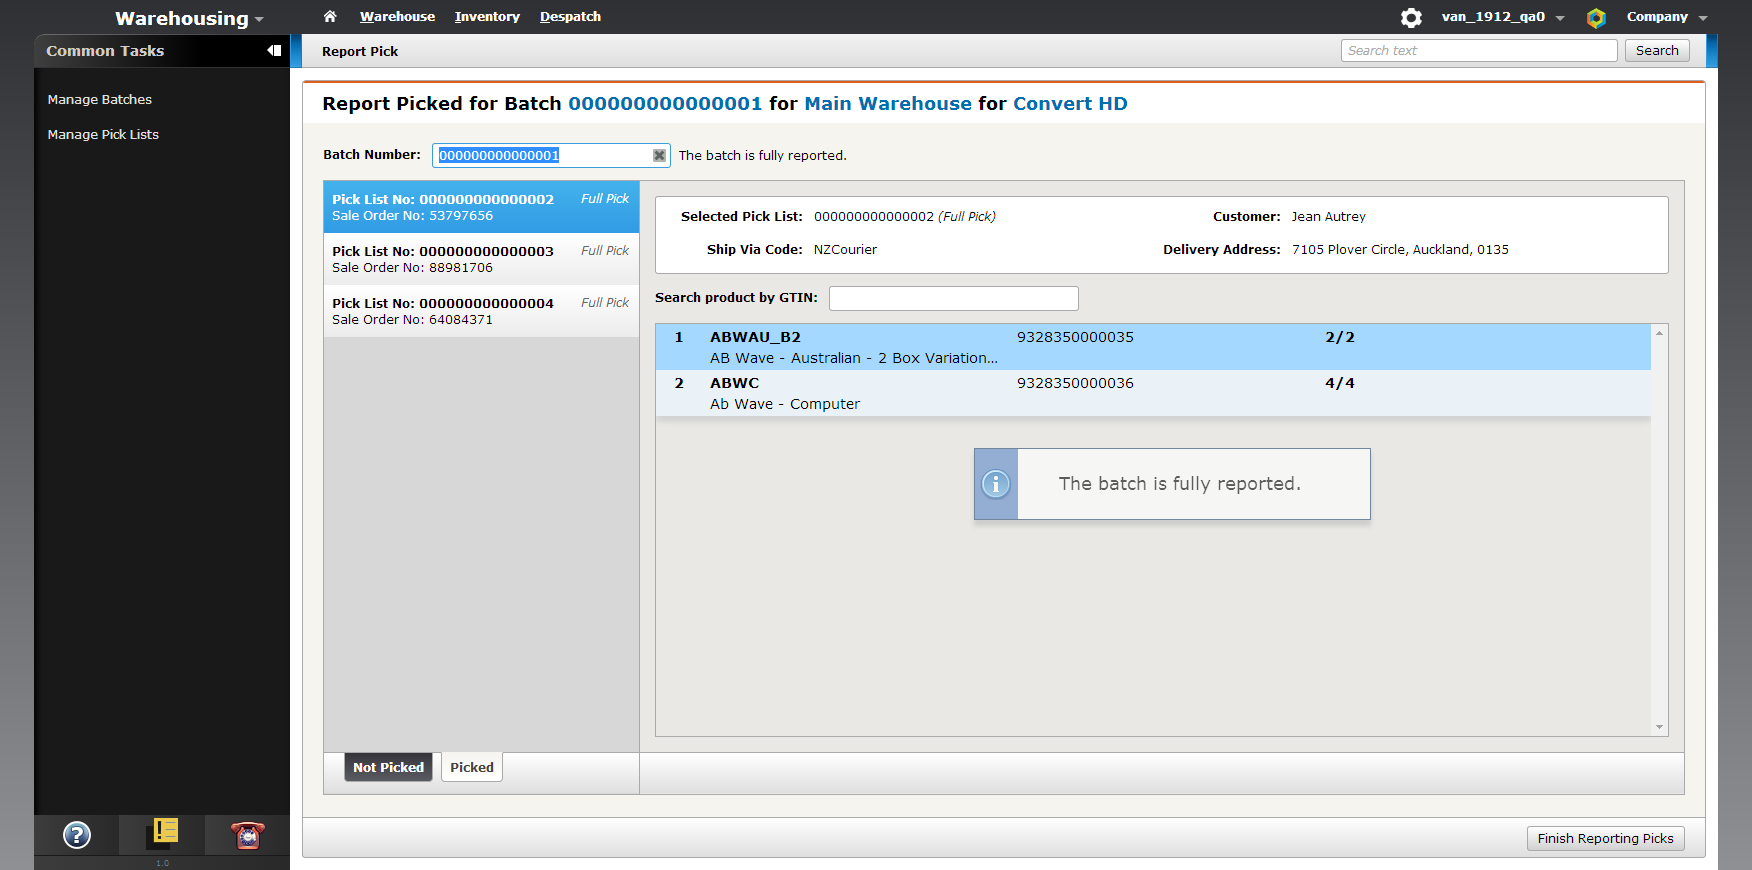 Warehousing
Warehouse Inventory Despatch
van_1912_qa0 Company
Common Tasks
Report Pick
Search text
Search
Manage Batches
Manage Pick Lists
Report Picked for Batch 000000000000001 for Main Warehouse for Convert HD
Batch Number: 000000000000001 The batch is fully reported.
Pick List No: 000000000000002 Full Pick
Sale Order No: 53797656
Pick List No: 000000000000003 Full Pick
Sale Order No: 88981706
Pick List No: 000000000000004 Full Pick
Sale Order No: 64084371
Selected Pick List: 000000000000002 (Full Pick) Customer: Jean Autrey
Ship Via Code: NZCourier Delivery Address: 7105 Plover Circle, Auckland, 0135
Search product by GTIN:
1 ABWAU_B2 9328350000035 2/2
AB Wave - Australian - 2 Box Variation...
2 ABWC 9328350000036 4/4
Ab Wave - Computer
The batch is fully reported.
Not Picked Picked
Finish Reporting Picks
1.0